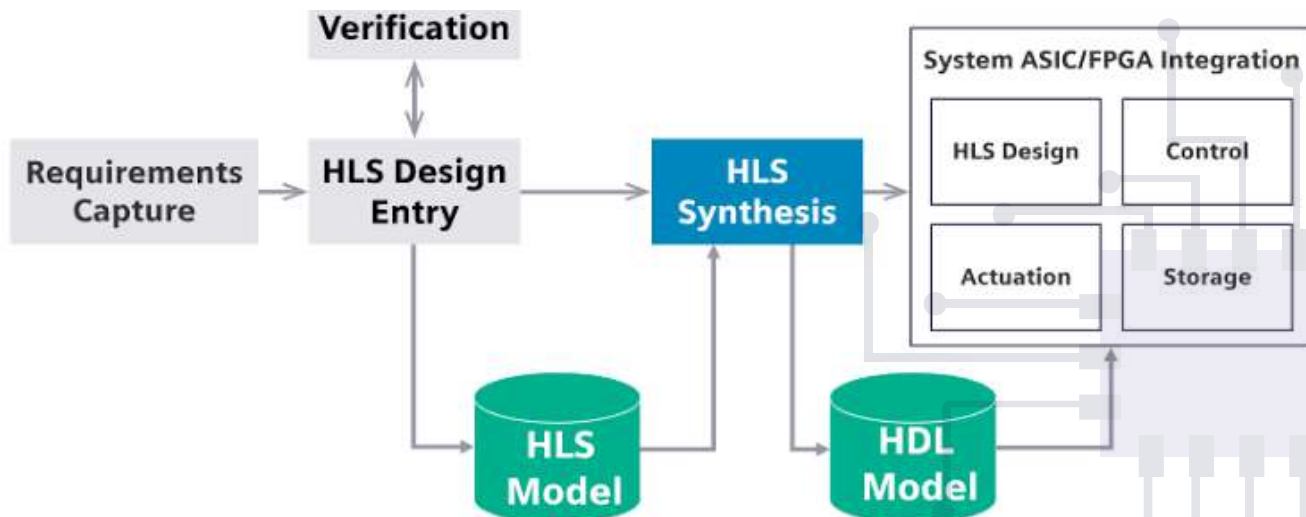 Verification
Requirements
Capture
HLS Design
Entry
HLS
Synthesis
System ASIC/FPGA Integration
HLS Design
Control
Actuation
Storage
HLS
Model
HDL
Model